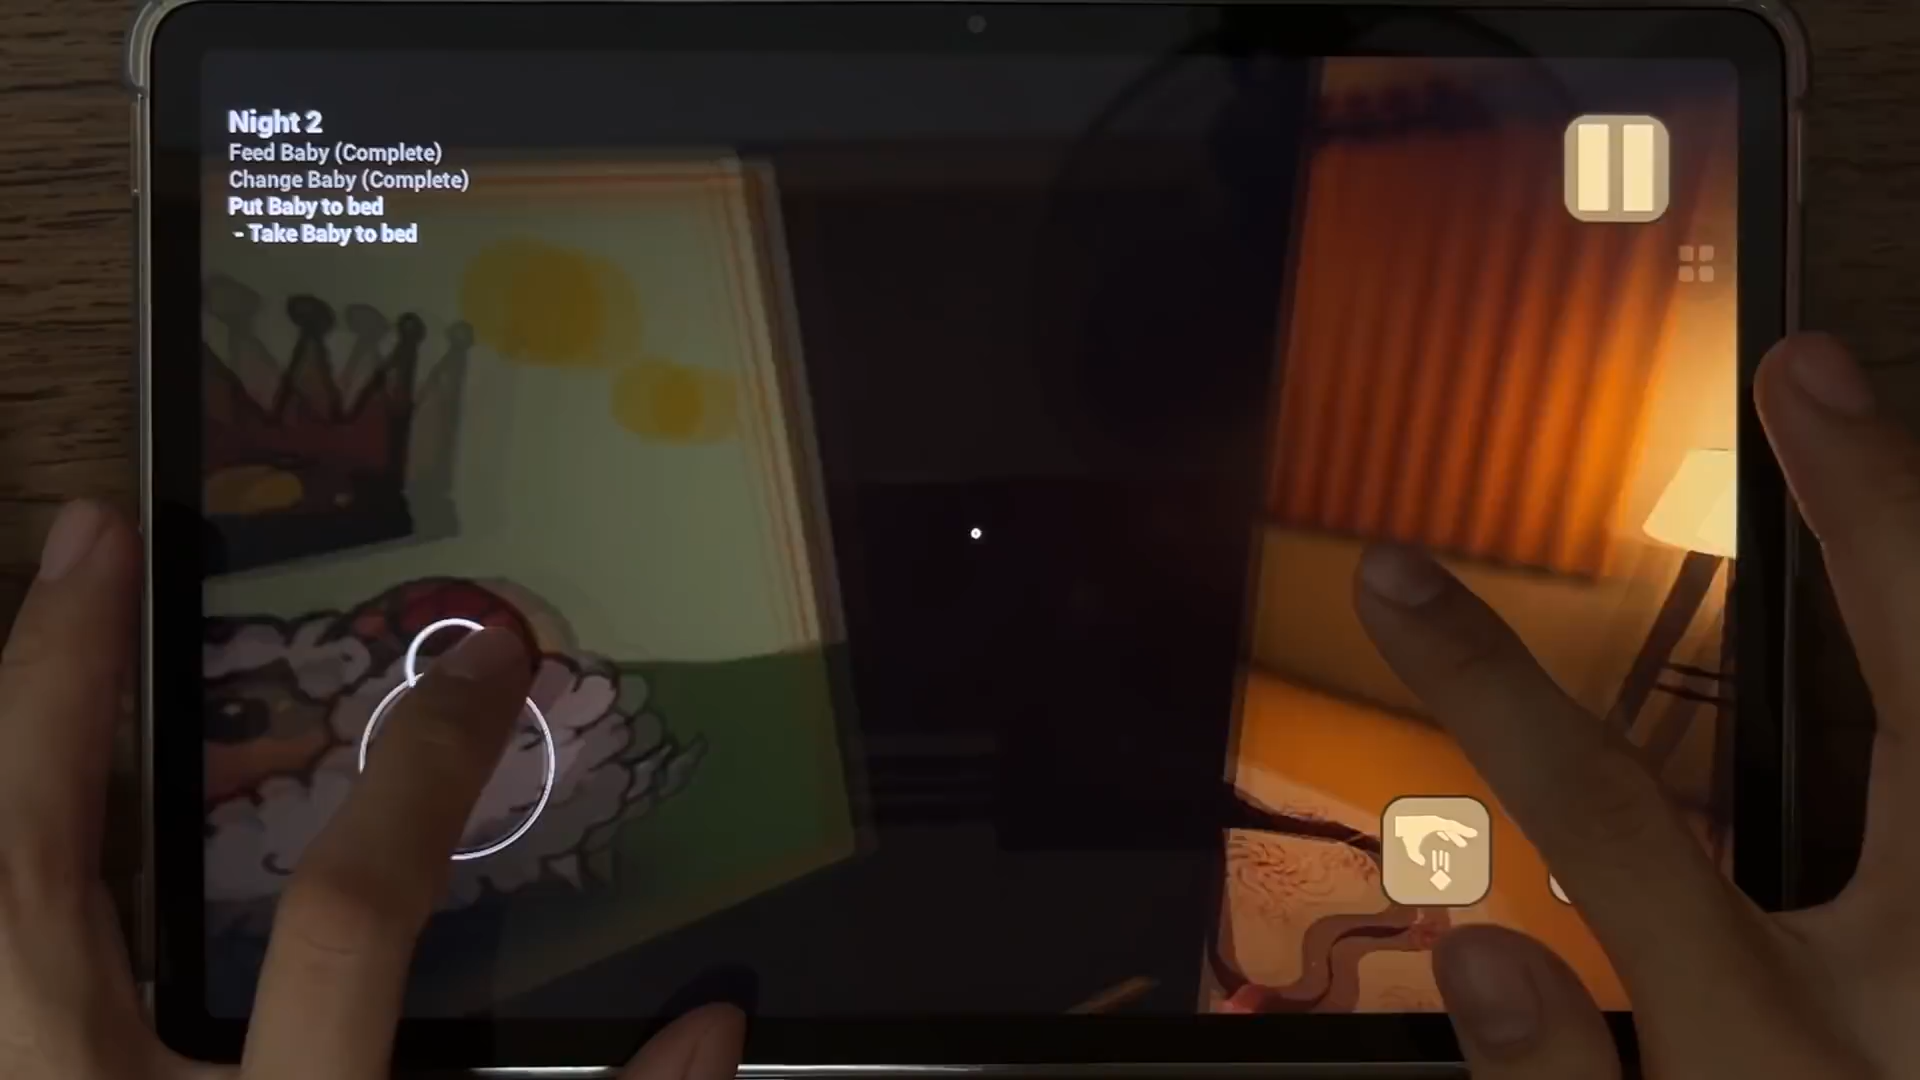 Night 2
Feed Baby (Complete)
Change Baby (Complete)
Put Baby to bed
- Take Baby to bed